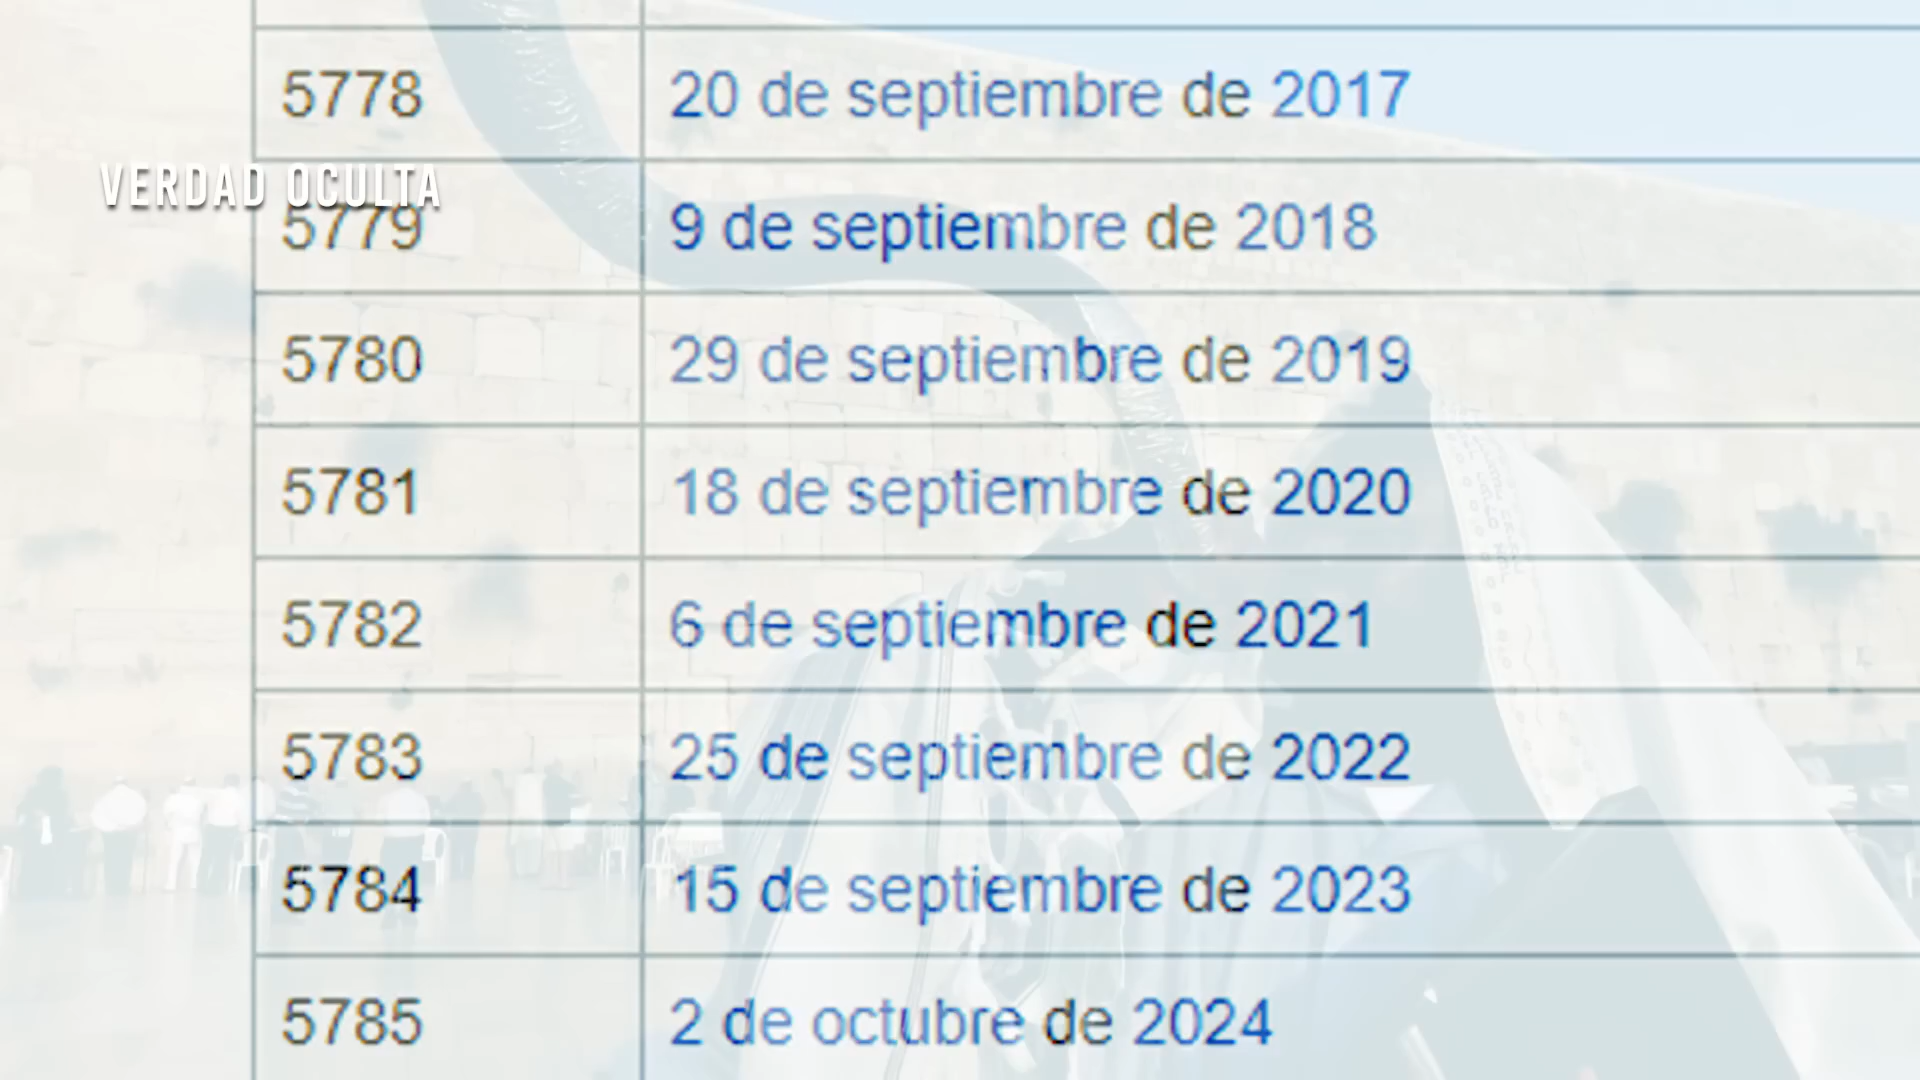 5778 20 de septiembre de 2017
VERDAD OCULTA
5779 9 de septiembre de 2018
5780 29 de septiembre de 2019
5781 18 de septiembre de 2020
5782 6 de septiembre de 2021
5783 25 de septiembre de 2022
5784 15 de septiembre de 2023
5785 2 de octubre de 2024